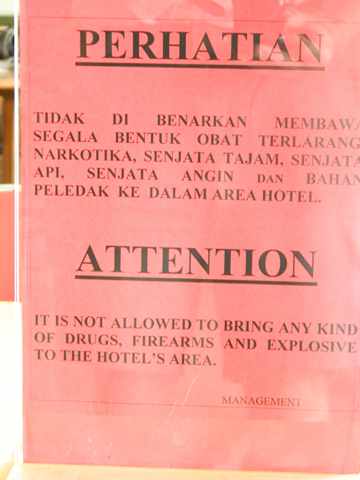 PERHATIAN
TIDAK DI BENARKAN MEMBAWA
SEGALA BENTUK OBAT TERLARANG
NARKOTIKA, SENJATA TAJAM, SENJATA
API, SENJATA ANGIN DAN BAHAN
PELEDAK KE DALAM AREA HOTEL.
ATTENTION
IT IS NOT ALLOWED TO BRING ANY KIND
OF DRUGS, FIREARMS AND EXPLOSIVE
TO THE HOTEL'S AREA.
MANAGEMENT